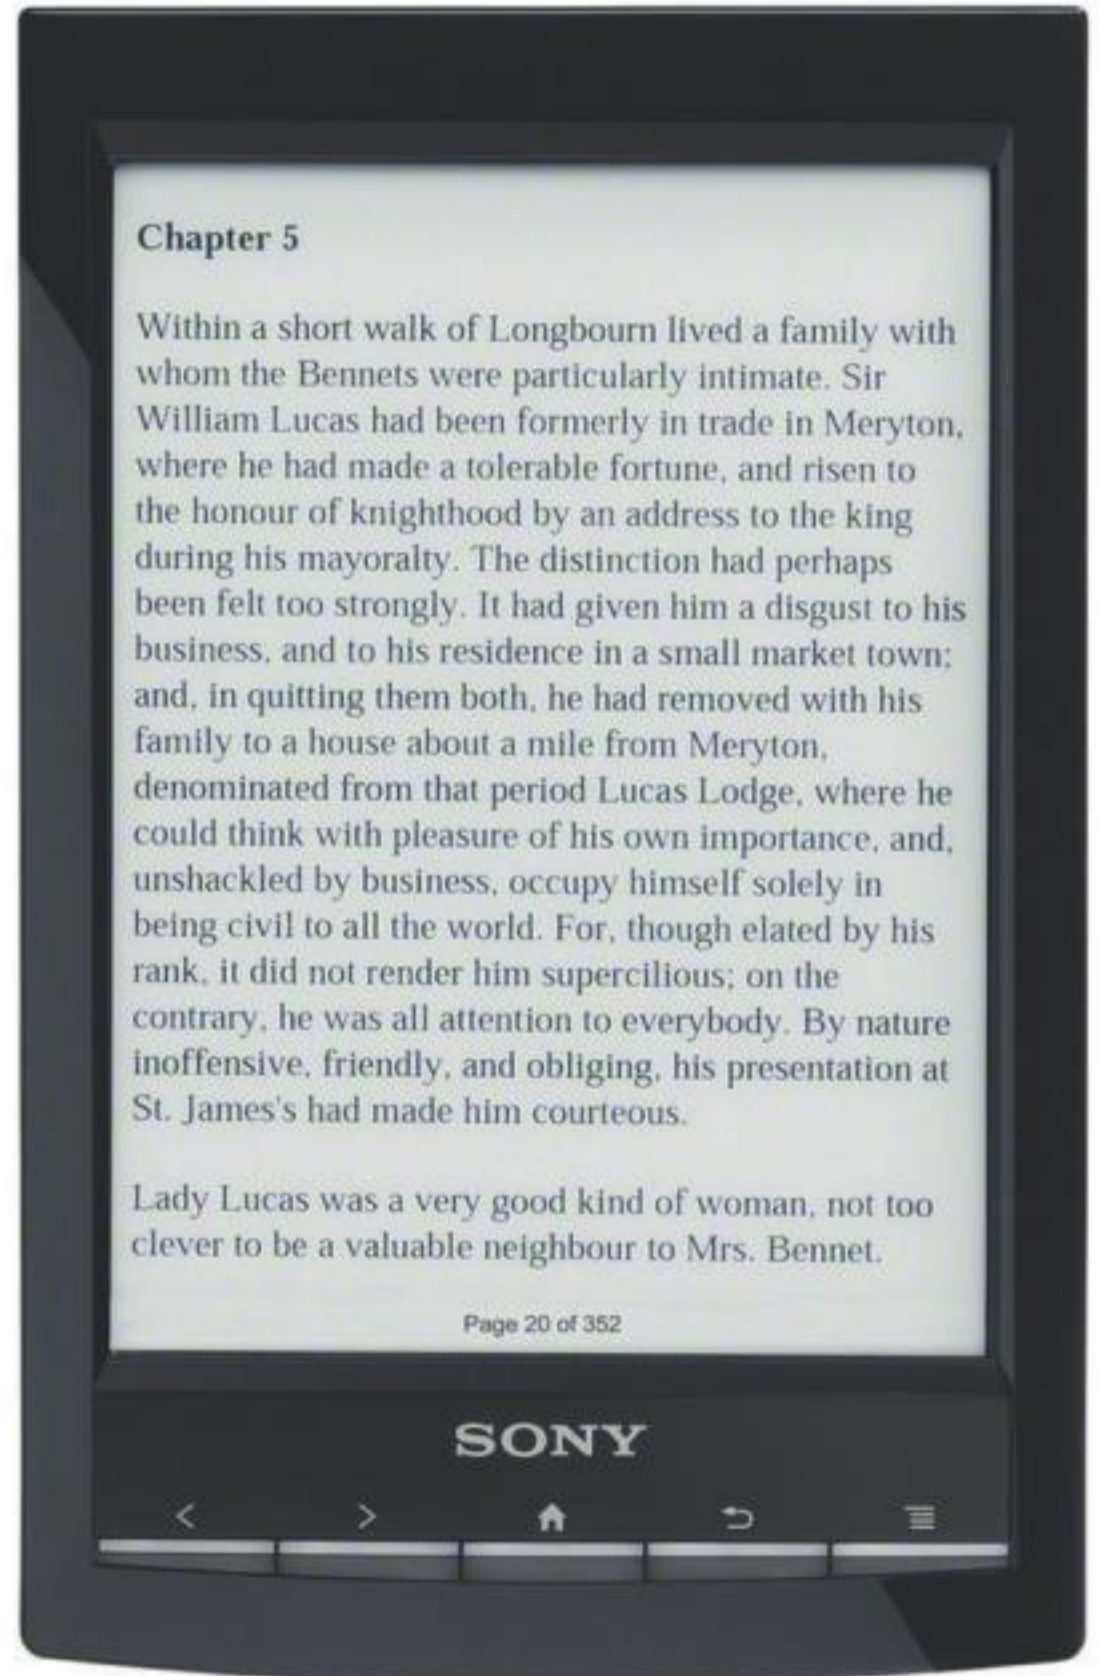 Chapter 5
Within a short walk of Longbourn lived a family with
whom the Bennets were particularly intimate. Sir
William Lucas had been formerly in trade in Meryton,
where he had made a tolerable fortune, and risen to
the honour of knighthood by an address to the king
during his mayoralty. The distinction had perhaps
been felt too strongly. It had given him a disgust to his
business, and to his residence in a small market town;
and, in quitting them both, he had removed with his
family to a house about a mile from Meryton,
denominated from that period Lucas Lodge, where he
could think with pleasure of his own importance, and,
unshackled by business, occupy himself solely in
being civil to all the world. For, though elated by his
rank, it did not render him supercilious; on the
contrary, he was all attention to everybody. By nature
inoffensive, friendly, and obliging, his presentation at
St. James's had made him courteous.
Lady Lucas was a very good kind of woman, not too
clever to be a valuable neighbour to Mrs. Bennet.
Page 20 of 352
SONY